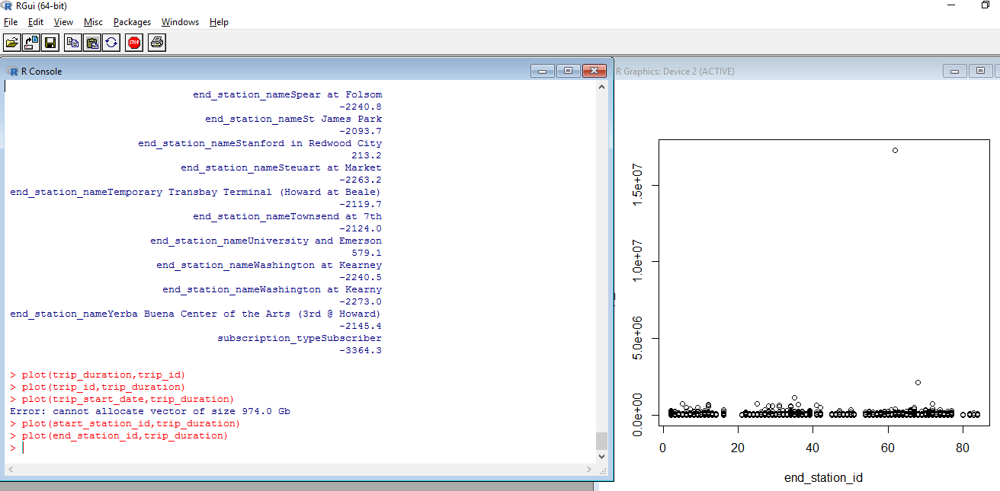 RGui (64-bit)
File Edit View Misc Packages Windows Help
STOP
R Console
end_station_nameSpear at Folsom
-2240.8
end_station_nameSt James Park
-2093.7
end_station_nameStanford in Redwood City
213.2
end_station_nameSteuart at Market
-2263.2
end_station_nameTemporary Transbay Terminal (Howard at Beale)
-2119.7
end_station_nameTownsend at 7th
-2124.0
end_station_nameUniversity and Emerson
579.1
end_station_nameWashington at Kearney
-2240.5
end_station_nameWashington at Kearny
-2273.0
end_station_nameYerba Buena Center of the Arts (3rd @ Howard)
-2145.4
subscription_typeSubscriber
-3364.3
> plot(trip_duration,trip_id)
> plot(trip_id,trip_duration)
> plot(trip_start_date,trip_duration)
Error: cannot allocate vector of size 974.0 Gb
> plot(start_station_id,trip_duration)
> plot(end_station_id,trip_duration)
>
R Graphics: Device 2 (ACTIVE)
1.5e+07
1.0e+07
5.0e+06
0.0e+00
0 20 40 60 80
end_station_id